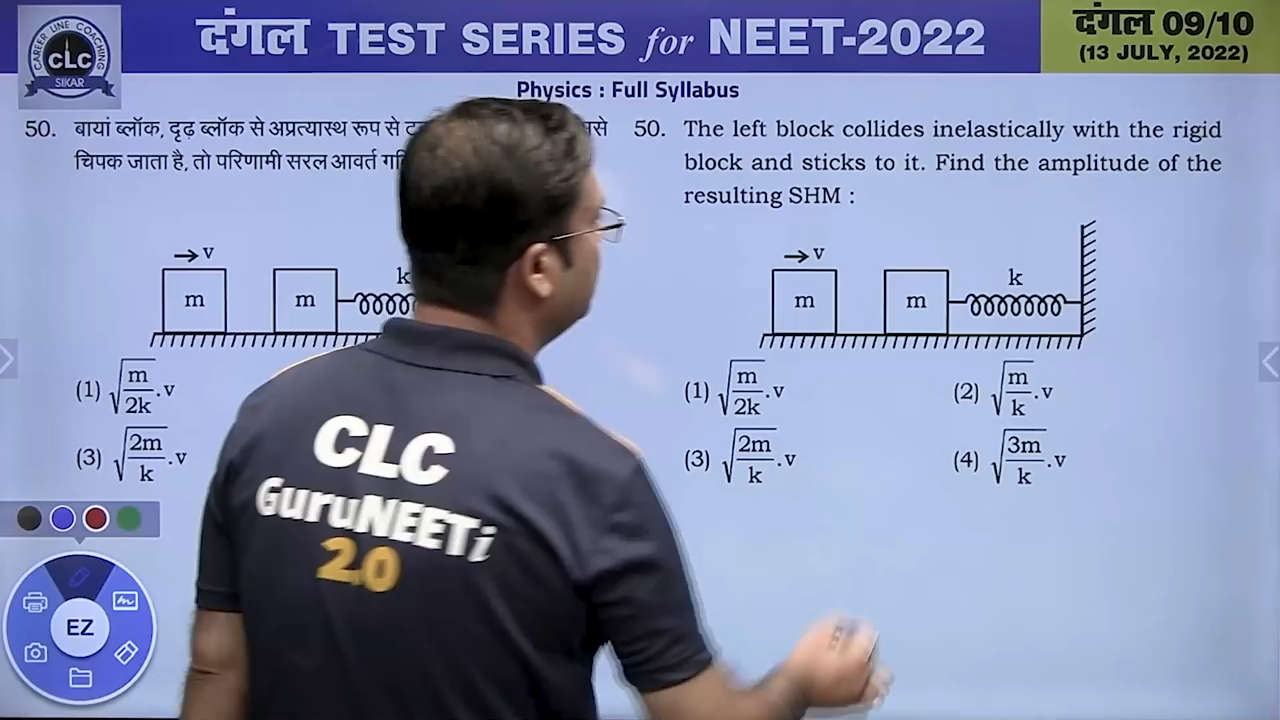 CAREER LINE COACHING
CLC
SIKAR
दंगल TEST SERIES for NEET-2022
दंगल 09/10
(13 JULY, 2022)
Physics : Full Syllabus
50. बायां ब्लॉक, दृढ़ ब्लॉक से अप्रत्यास्थ रूप से
चिपक जाता है, तो परिणामी सरल आवर्त
v
m
m
k
(1) √(m/2k) .v
(3) √(2m/k) .v
50. The left block collides inelastically with the rigid
block and sticks to it. Find the amplitude of the
resulting SHM :
v
m
m
k
(1) √(m/2k) .v
(2) √(m/k) .v
(3) √(2m/k) .v
(4) √(3m/k) .v
CLC
GuruNEETi
2.0
EZ